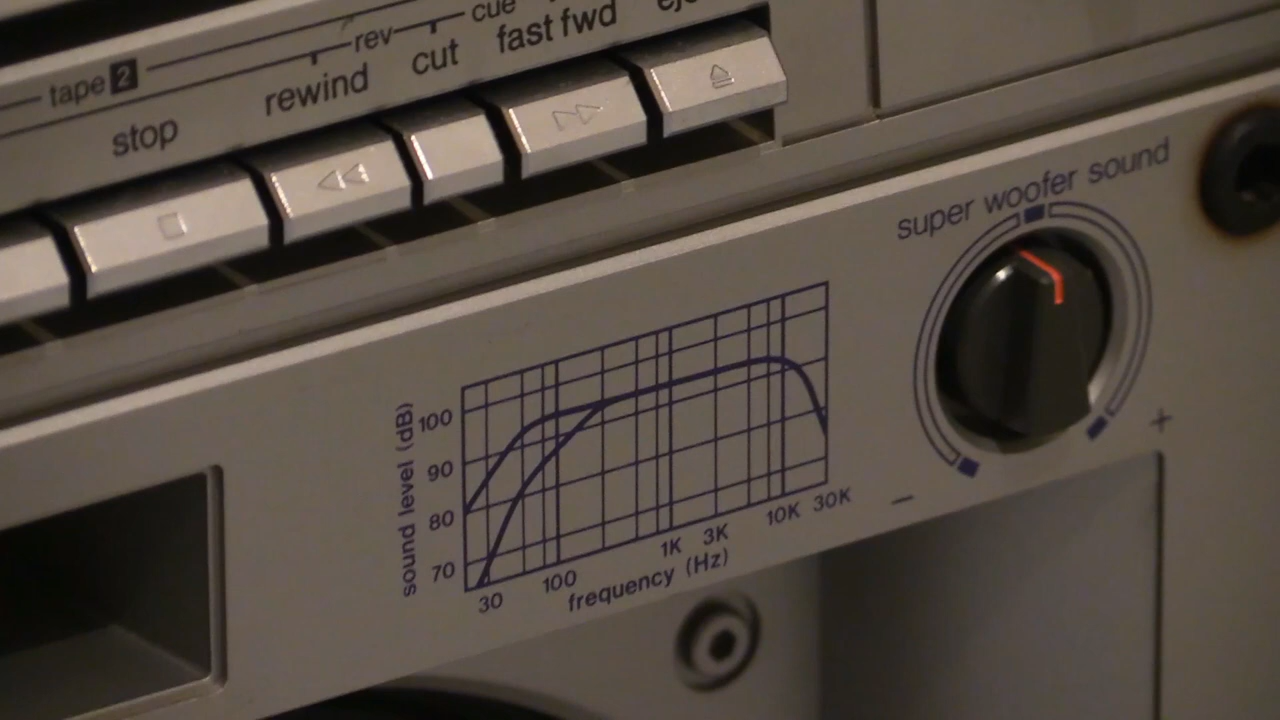 cue
rev
tape 2
fast fwd
cut
rewind
stop
super woofer sound
sound level (dB)
100
90
80
70
30
100
1K
3K
10K
30K
frequency (Hz)
−
+